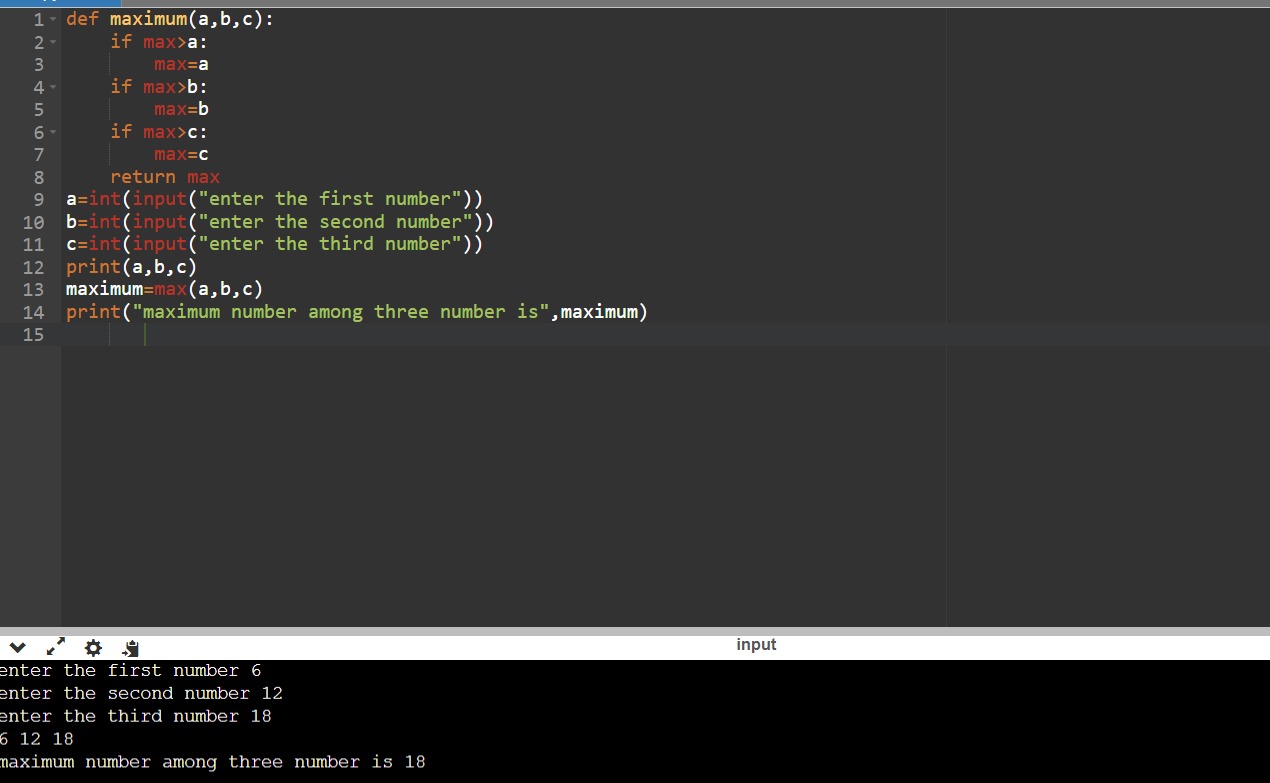 1 def maximum(a,b,c):
2     if max>a:
3         max=a
4     if max>b:
5         max=b
6     if max>c:
7         max=c
8     return max
9 a=int(input("enter the first number"))
10 b=int(input("enter the second number"))
11 c=int(input("enter the third number"))
12 print(a,b,c)
13 maximum=max(a,b,c)
14 print("maximum number among three number is",maximum)
15
input
enter the first number 6
enter the second number 12
enter the third number 18
6 12 18
maximum number among three number is 18